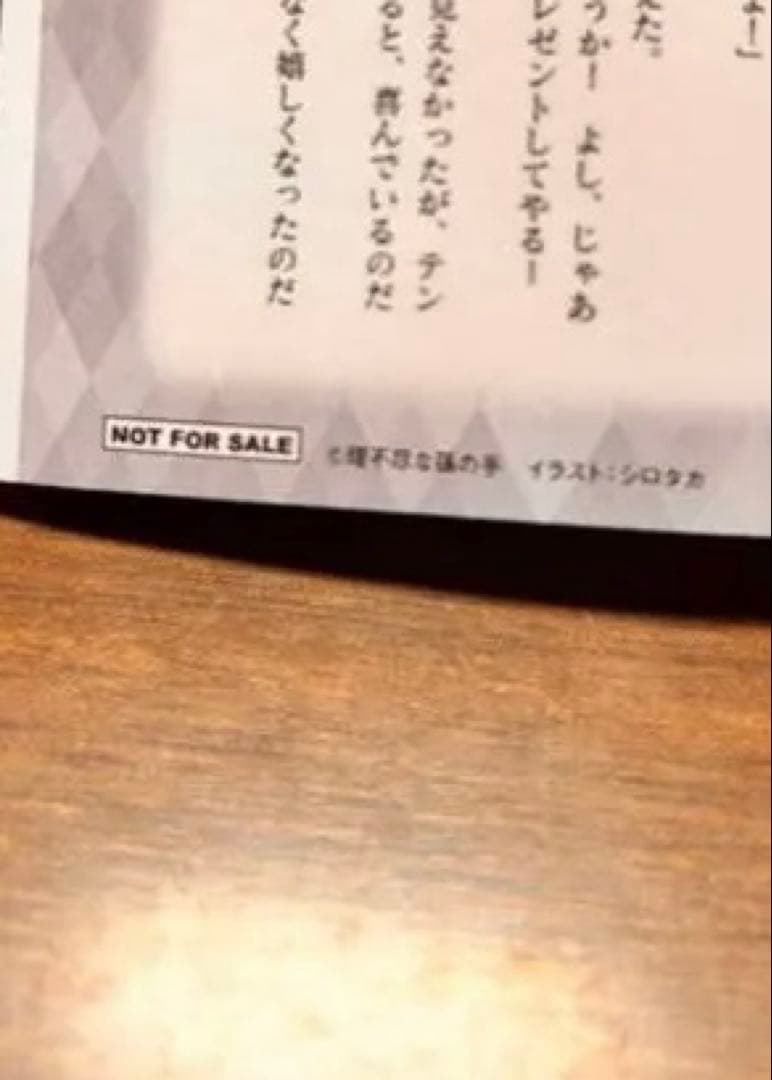 よー」
えた。
うかー　よし、じゃあ
レゼントしてやるー
見えなかったが、テン
ると、喜んでいるのだ
なく嬉しくなったのだ
NOT FOR SALE
©理不尽な孫の手　イラスト：シロタカ